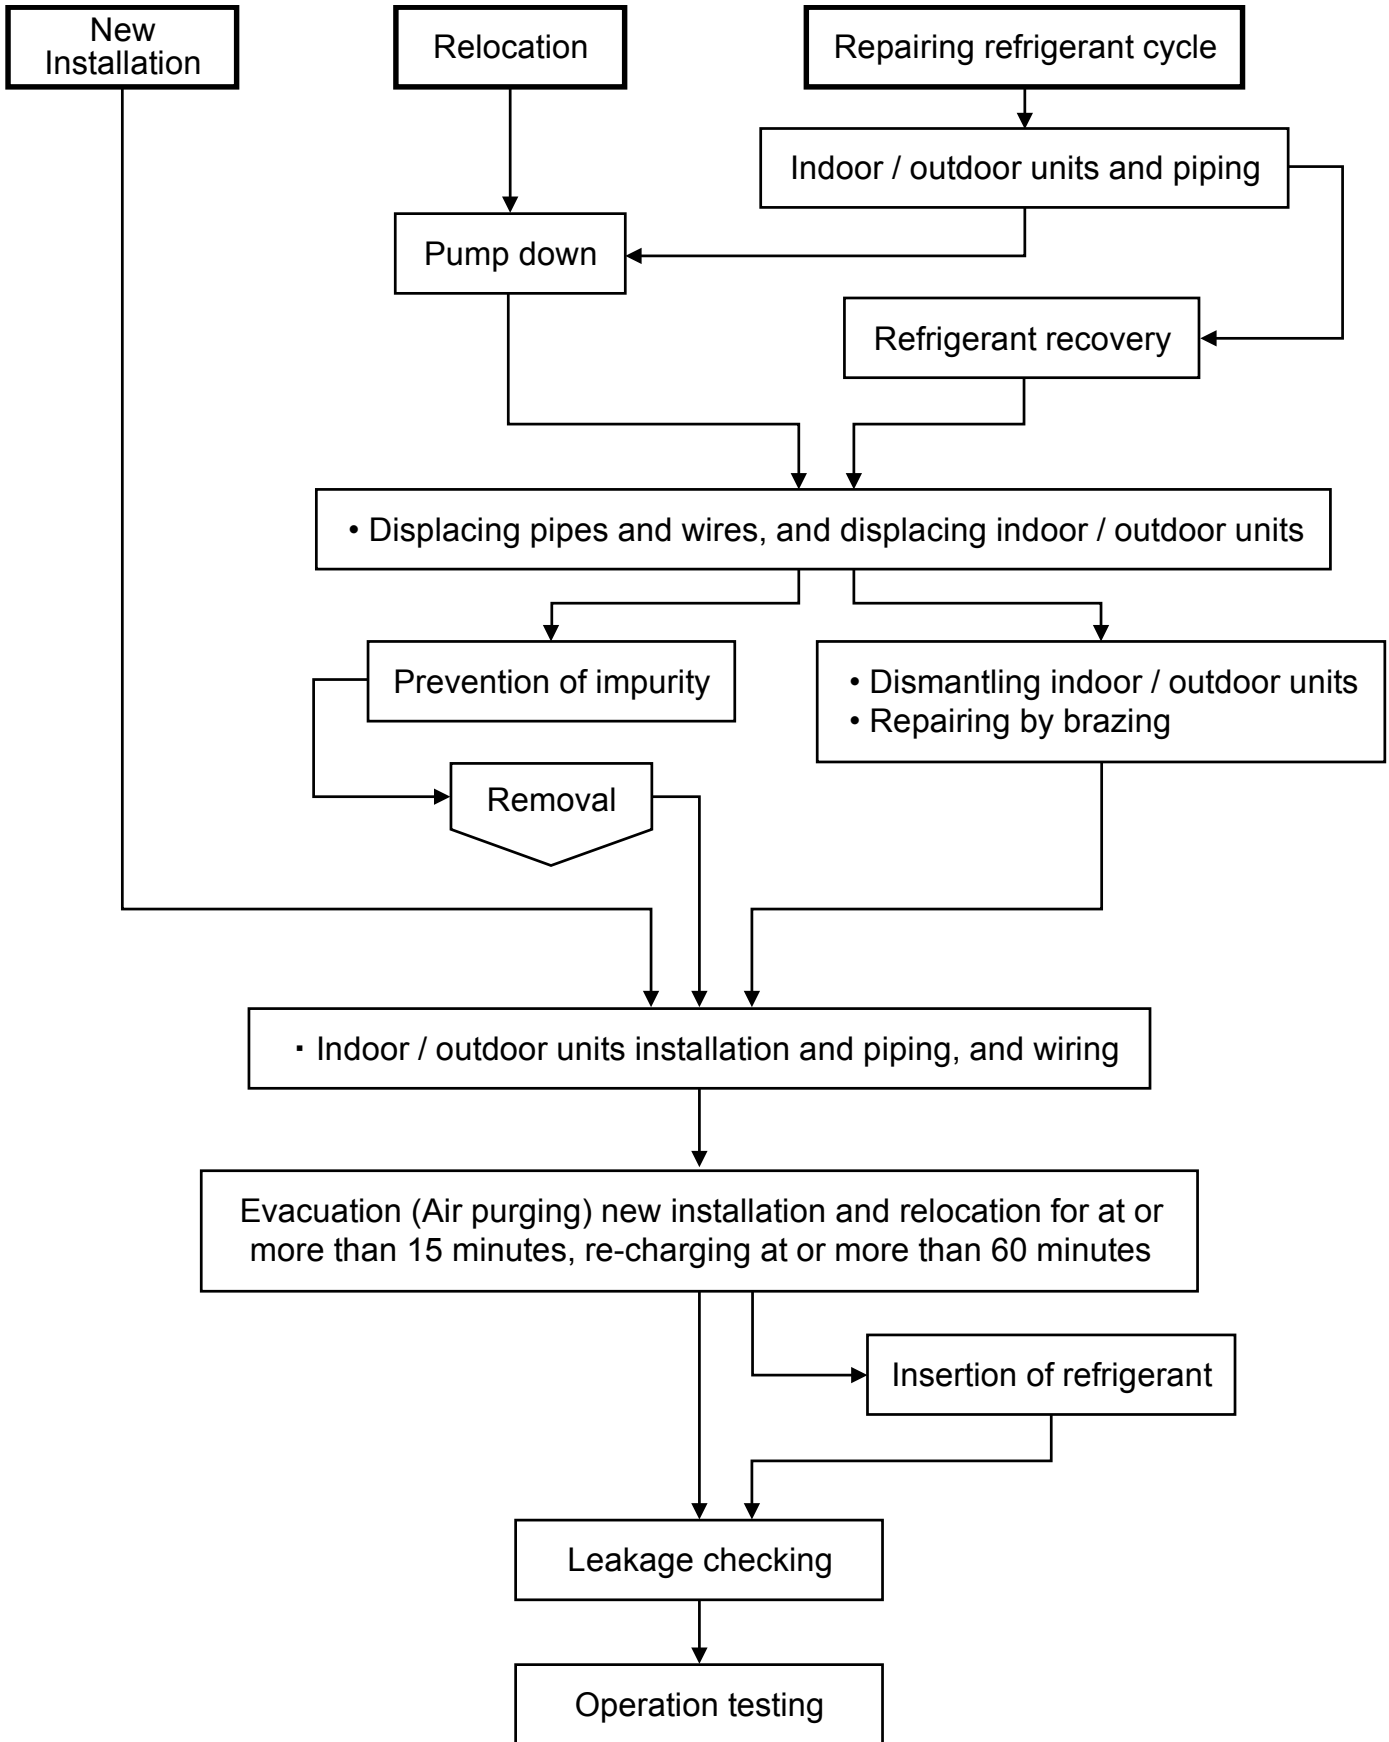 New
Installation
Relocation
Repairing refrigerant cycle
Indoor / outdoor units and piping
Pump down
Refrigerant recovery
• Displacing pipes and wires, and displacing indoor / outdoor units
Prevention of impurity
• Dismantling indoor / outdoor units
• Repairing by brazing
Removal
· Indoor / outdoor units installation and piping, and wiring
Evacuation (Air purging) new installation and relocation for at or
more than 15 minutes, re-charging at or more than 60 minutes
Insertion of refrigerant
Leakage checking
Operation testing